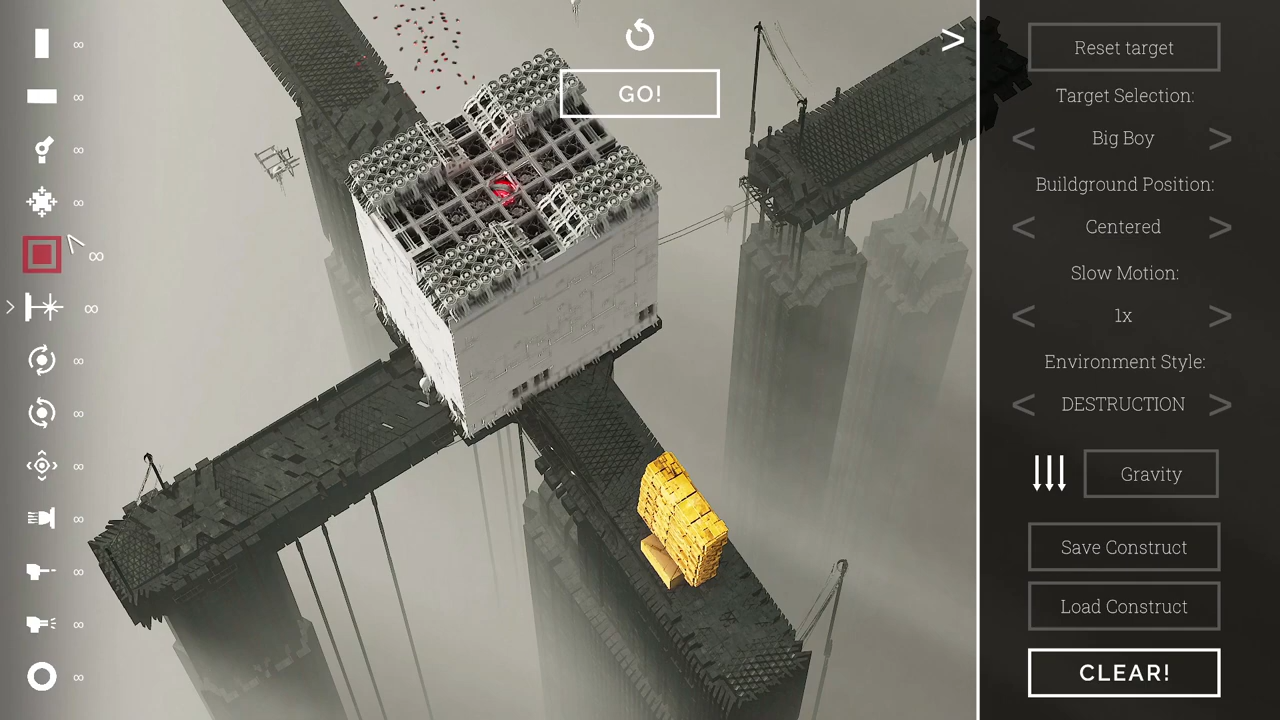 ∞
∞
∞
∞
∞
∞
∞
∞
∞
∞
∞
∞
∞
GO!
>
Reset target
Target Selection:
< Big Boy >
Buildground Position:
< Centered >
Slow Motion:
< 1x >
Environment Style:
< DESTRUCTION >
Gravity
Save Construct
Load Construct
CLEAR!